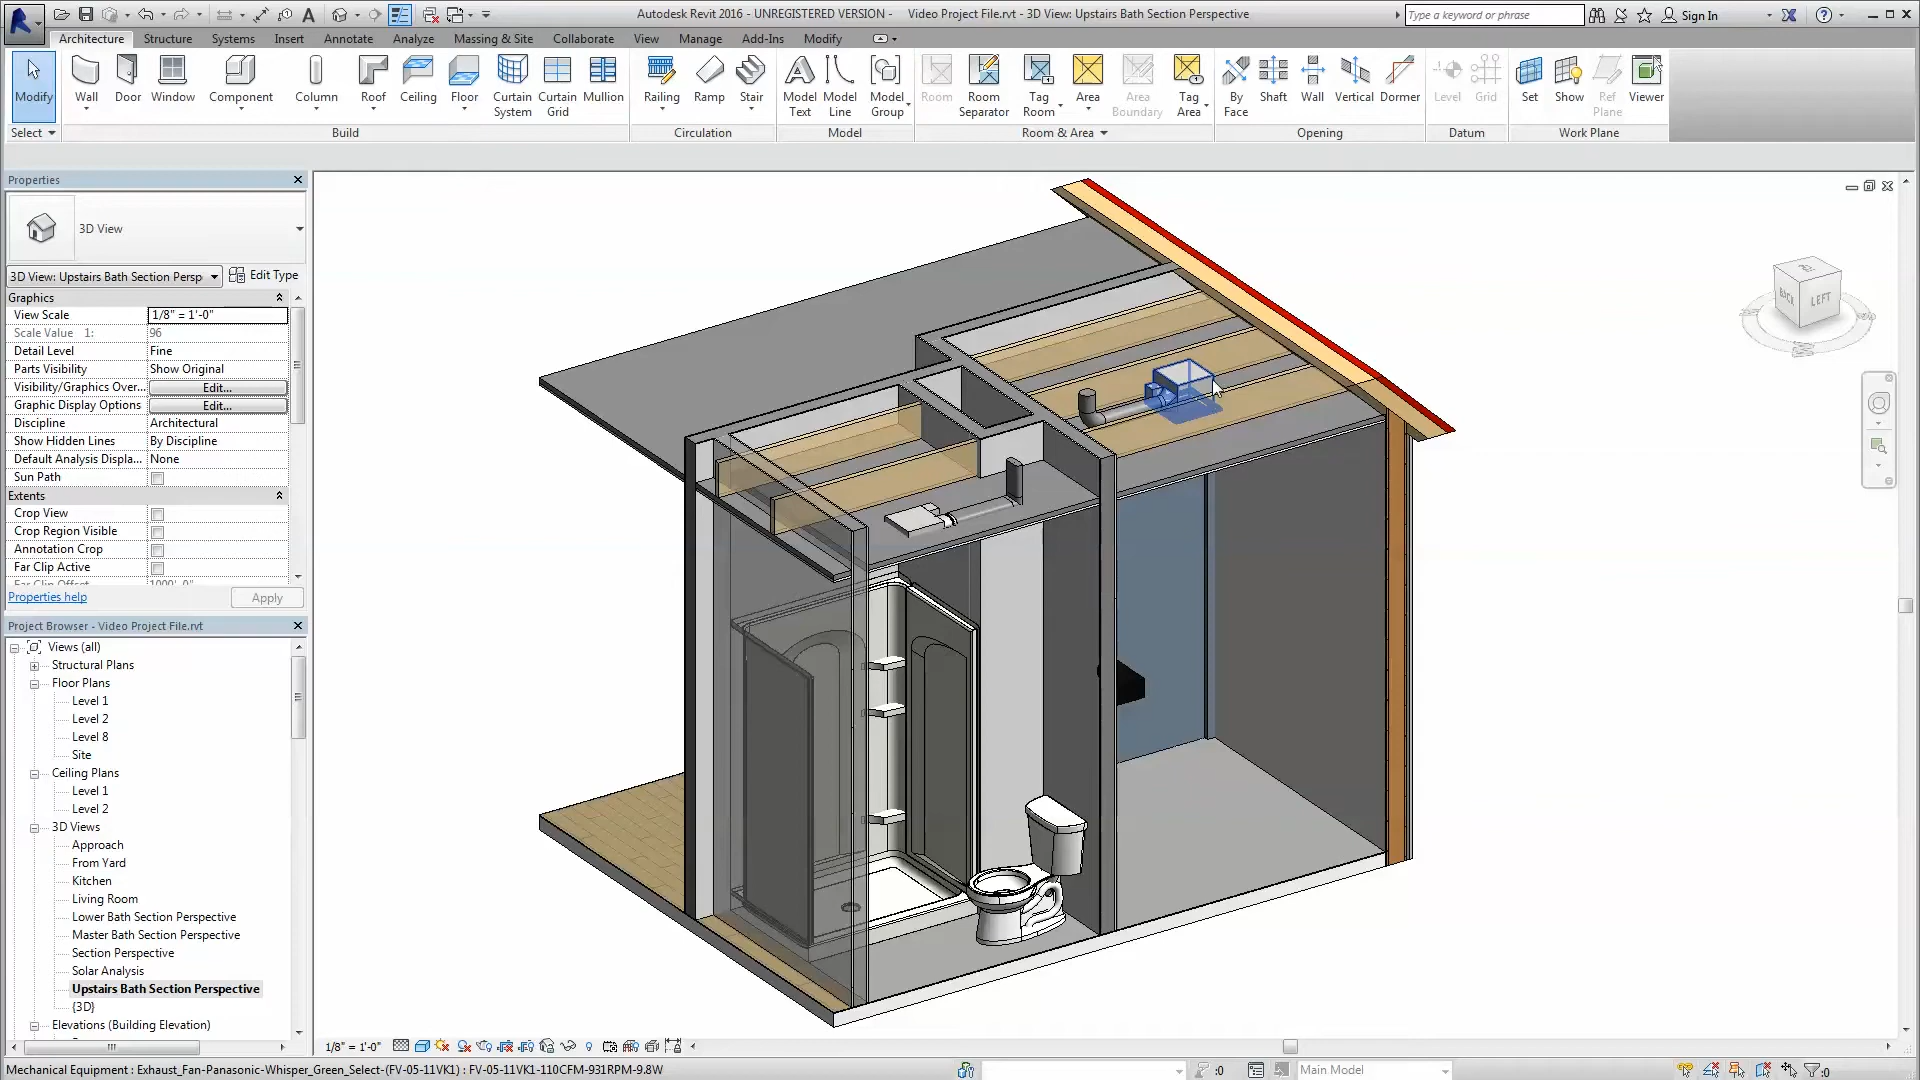 Autodesk Revit 2016 - UNREGISTERED VERSION - Video Project File.rvt - 3D View: Upstairs Bath Section Perspective
Type a keyword or phrase
Sign In
Architecture Structure Systems Insert Annotate Analyze Massing & Site Collaborate View Manage Add-Ins Modify
Modify Wall Door Window Component Column Roof Ceiling Floor Curtain System Curtain Grid Mullion Railing Ramp Stair Model Text Model Line Model Group Room Room Separator Tag Room Area Area Boundary Tag Area By Face Shaft Wall Vertical Dormer Level Grid Set Show Ref Plane Viewer
Select Build Circulation Model Room & Area Opening Datum Work Plane
Properties
3D View
3D View: Upstairs Bath Section Persp Edit Type
Graphics
View Scale 1/8" = 1'-0"
Scale Value 1: 96
Detail Level Fine
Parts Visibility Show Original
Visibility/Graphics Over... Edit...
Graphic Display Options Edit...
Discipline Architectural
Show Hidden Lines By Discipline
Default Analysis Displa... None
Sun Path
Extents
Crop View
Crop Region Visible
Annotation Crop
Far Clip Active
Far Clip Offset 1000' 0"
Properties help Apply
Project Browser - Video Project File.rvt
Views (all)
Structural Plans
Floor Plans
Level 1
Level 2
Level 8
Site
Ceiling Plans
Level 1
Level 2
3D Views
Approach
From Yard
Kitchen
Living Room
Lower Bath Section Perspective
Master Bath Section Perspective
Section Perspective
Solar Analysis
Upstairs Bath Section Perspective
{3D}
Elevations (Building Elevation)
BACK LEFT
1/8" = 1'-0"
Mechanical Equipment : Exhaust_Fan-Panasonic-Whisper_Green_Select-(FV-05-11VK1) : FV-05-11VK1-110CFM-931RPM-9.8W
:0
Main Model
:0